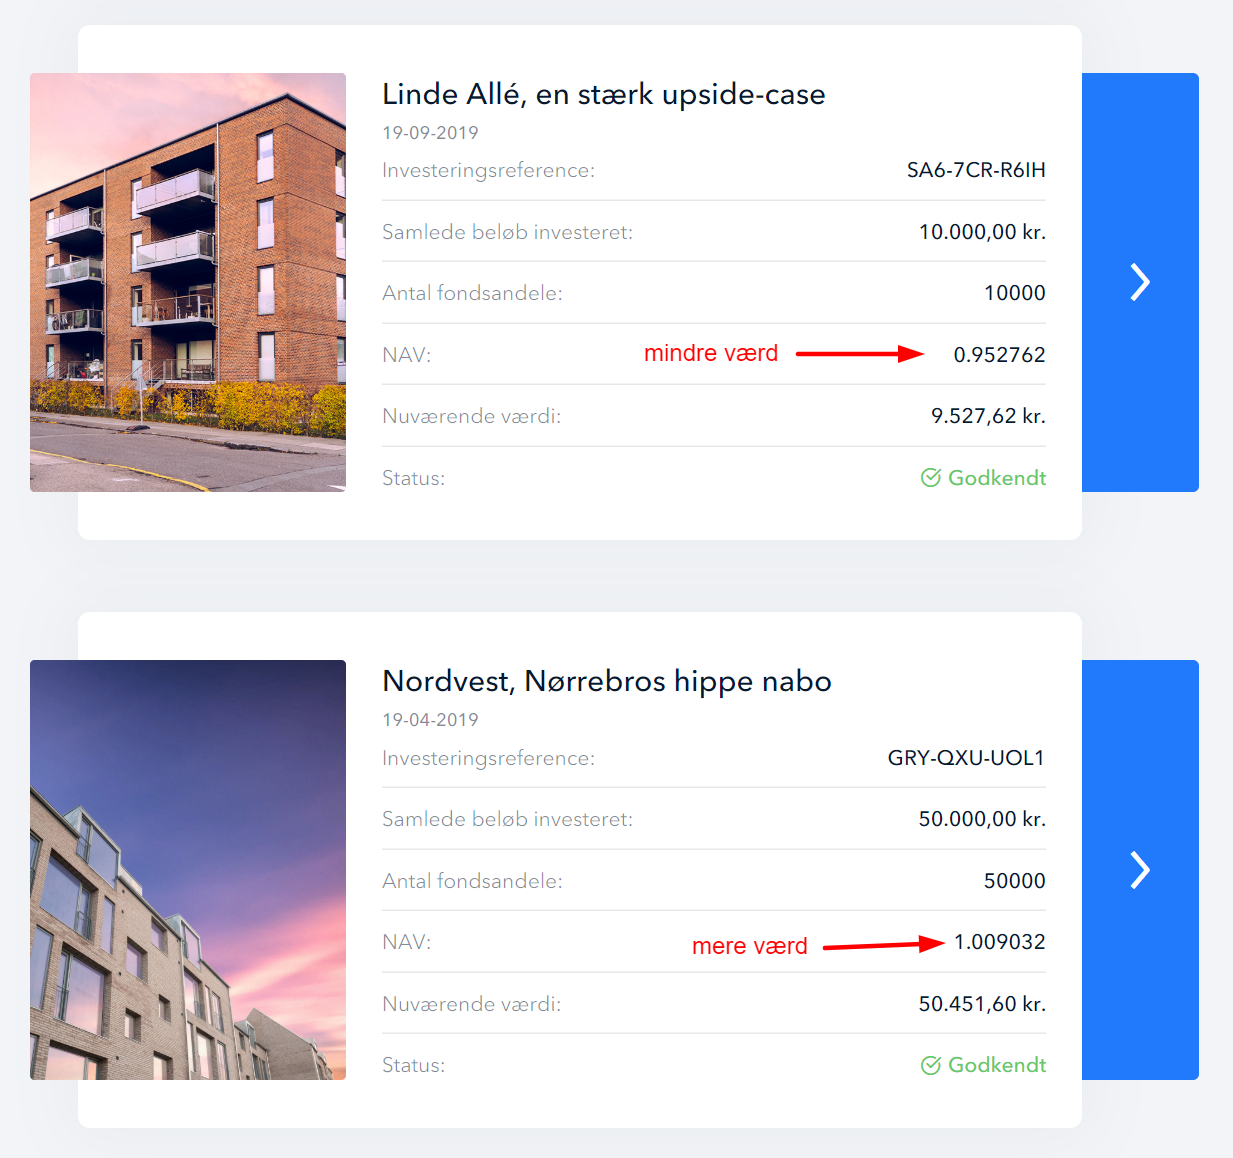 Linde Allé, en stærk upside-case
19-09-2019
Investeringsreference: SA6-7CR-R6IH
Samlede beløb investeret: 10.000,00 kr.
Antal fondsandele: 10000
NAV: mindre værd 0.952762
Nuværende værdi: 9.527,62 kr.
Status: Godkendt
Nordvest, Nørrebros hippe nabo
19-04-2019
Investeringsreference: GRY-QXU-UOL1
Samlede beløb investeret: 50.000,00 kr.
Antal fondsandele: 50000
NAV: mere værd 1.009032
Nuværende værdi: 50.451,60 kr.
Status: Godkendt